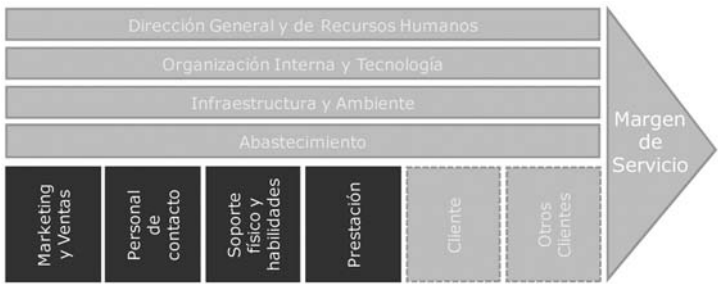 Dirección General y de Recursos Humanos
Organización Interna y Tecnología
Infraestructura y Ambiente
Abastecimiento
Marketing
y Ventas
Personal
de
contacto
Soporte
físico y
habilidades
Prestación
Cliente
Otros
Clientes
Margen
de
Servicio